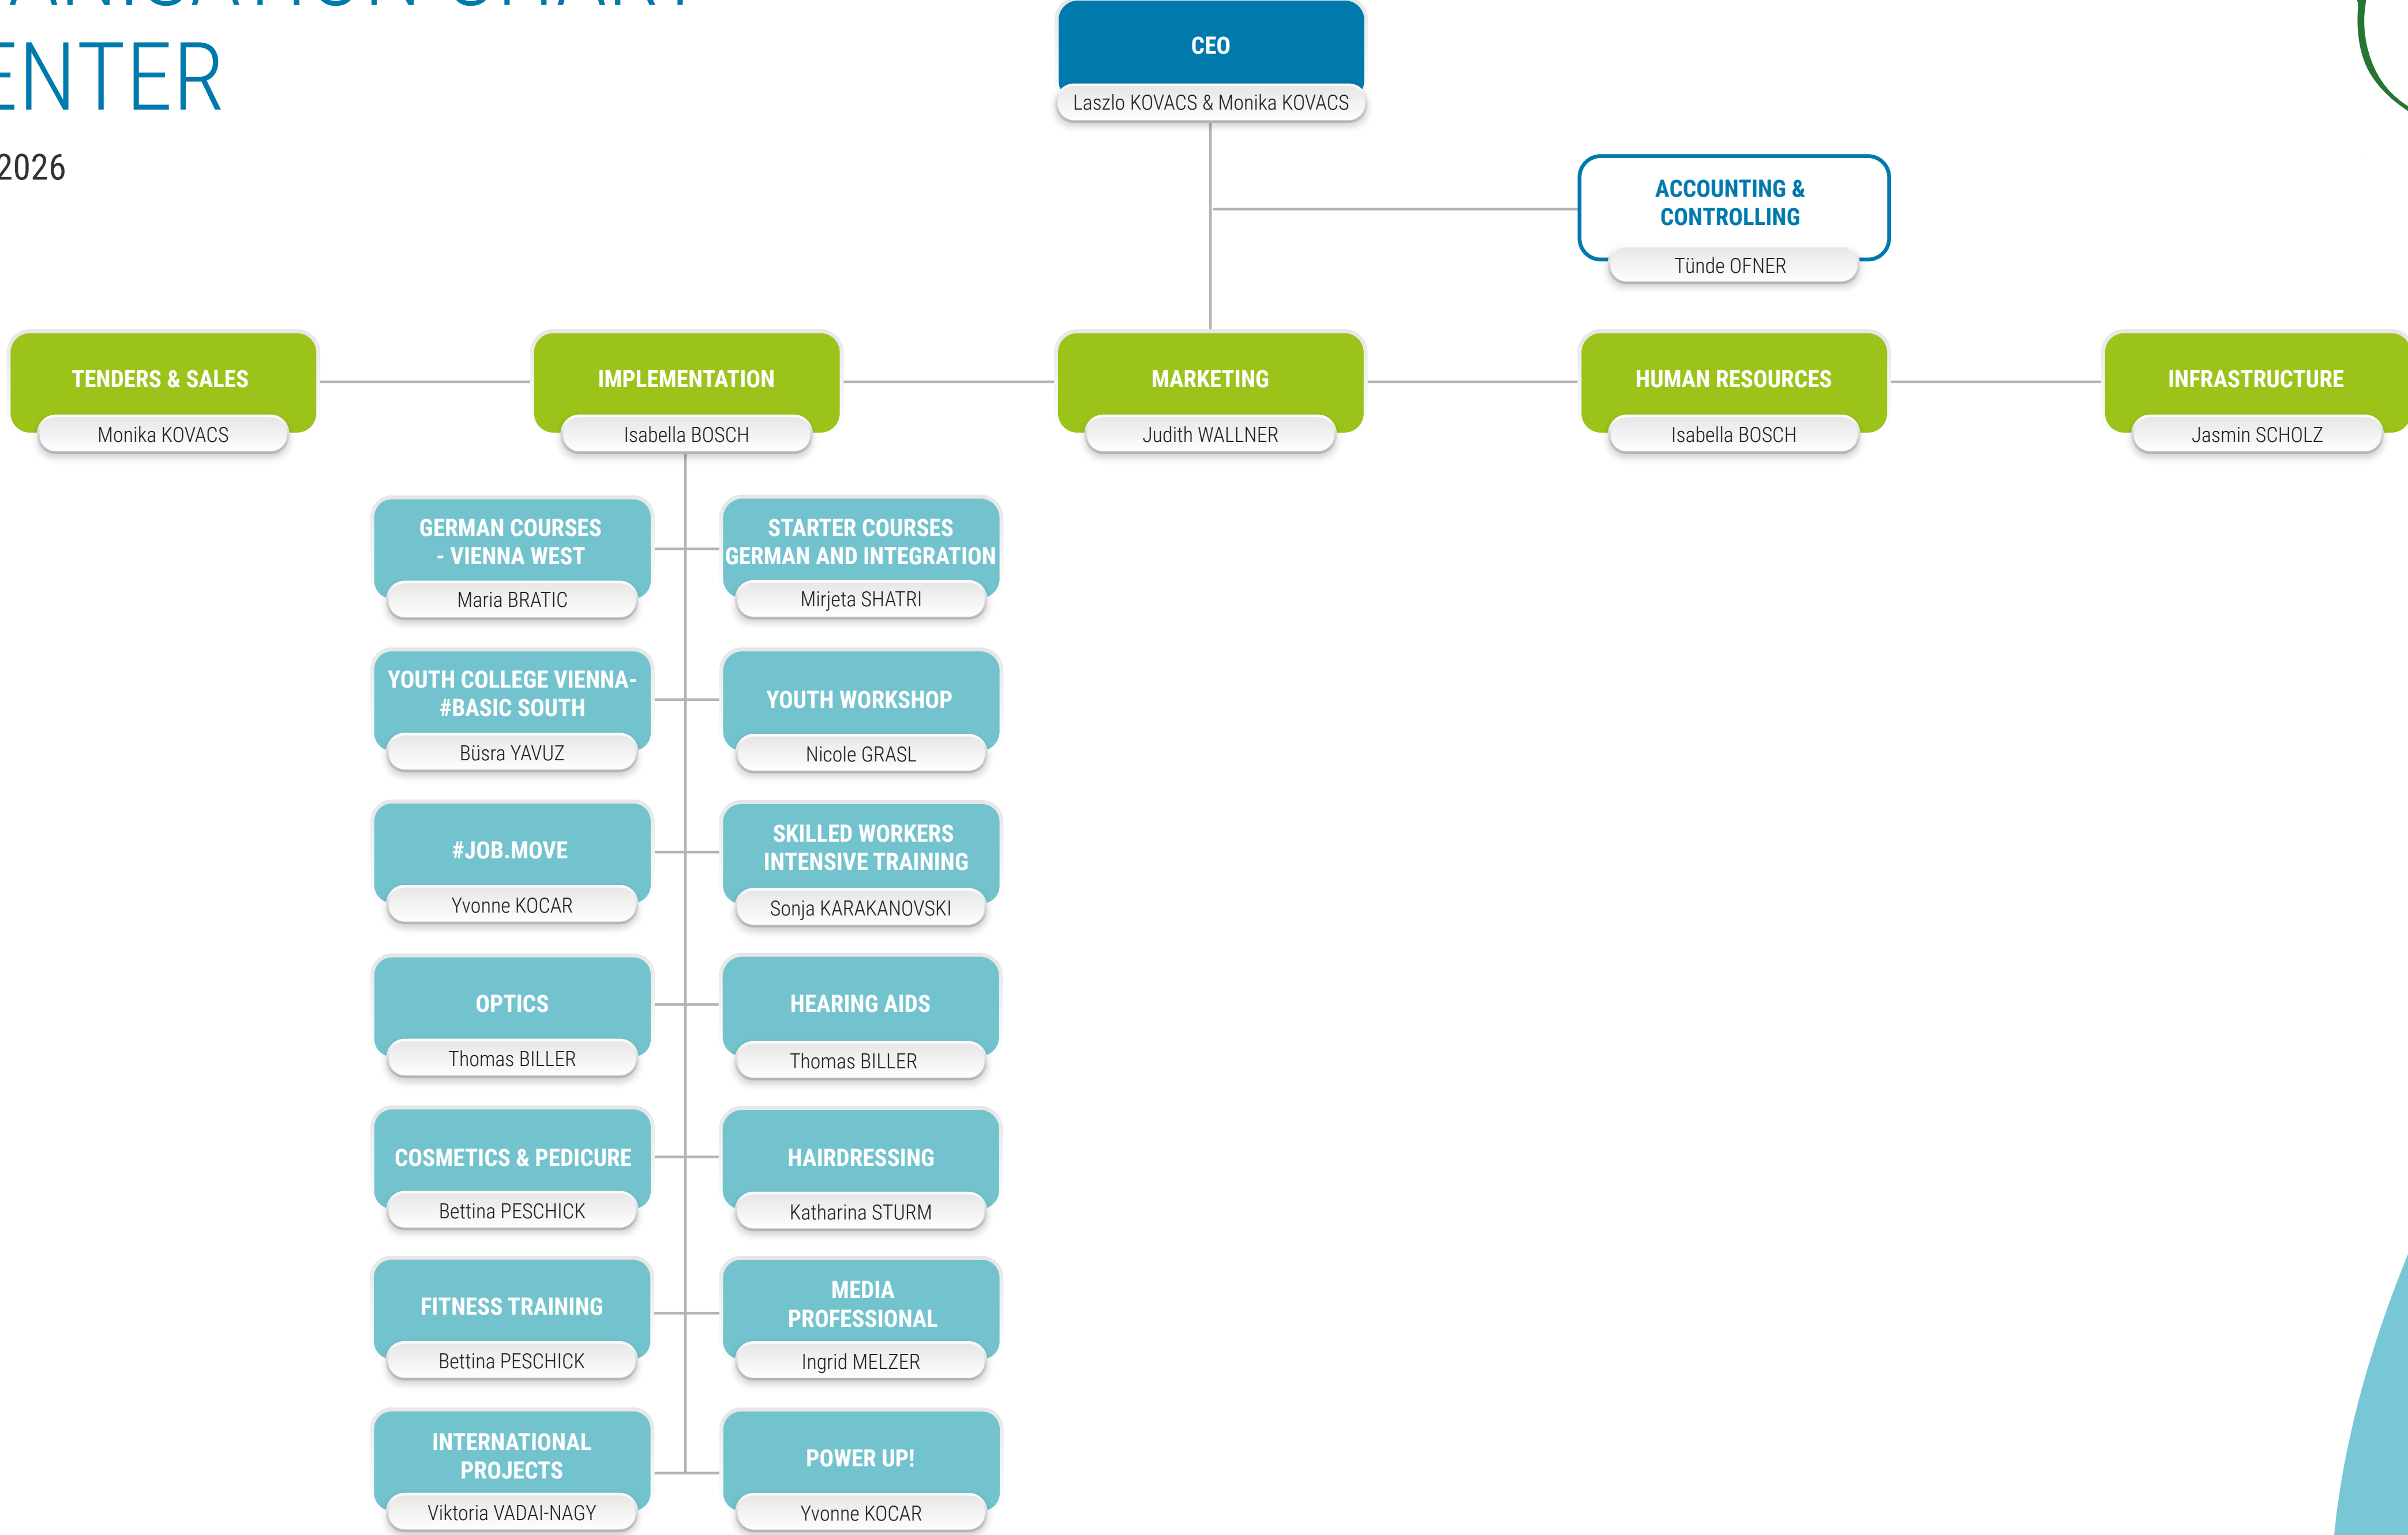 ENTER
2026
CEO
Laszlo KOVACS & Monika KOVACS
ACCOUNTING &
CONTROLLING
Tünde OFNER
TENDERS & SALES
Monika KOVACS
IMPLEMENTATION
Isabella BOSCH
MARKETING
Judith WALLNER
HUMAN RESOURCES
Isabella BOSCH
INFRASTRUCTURE
Jasmin SCHOLZ
GERMAN COURSES
- VIENNA WEST
Maria BRATIC
STARTER COURSES
GERMAN AND INTEGRATION
Mirjeta SHATRI
YOUTH COLLEGE VIENNA-
#BASIC SOUTH
Büsra YAVUZ
YOUTH WORKSHOP
Nicole GRASL
#JOB.MOVE
Yvonne KOCAR
SKILLED WORKERS
INTENSIVE TRAINING
Sonja KARAKANOVSKI
OPTICS
Thomas BILLER
HEARING AIDS
Thomas BILLER
COSMETICS & PEDICURE
Bettina PESCHICK
HAIRDRESSING
Katharina STURM
FITNESS TRAINING
Bettina PESCHICK
MEDIA
PROFESSIONAL
Ingrid MELZER
INTERNATIONAL
PROJECTS
Viktoria VADAI-NAGY
POWER UP!
Yvonne KOCAR